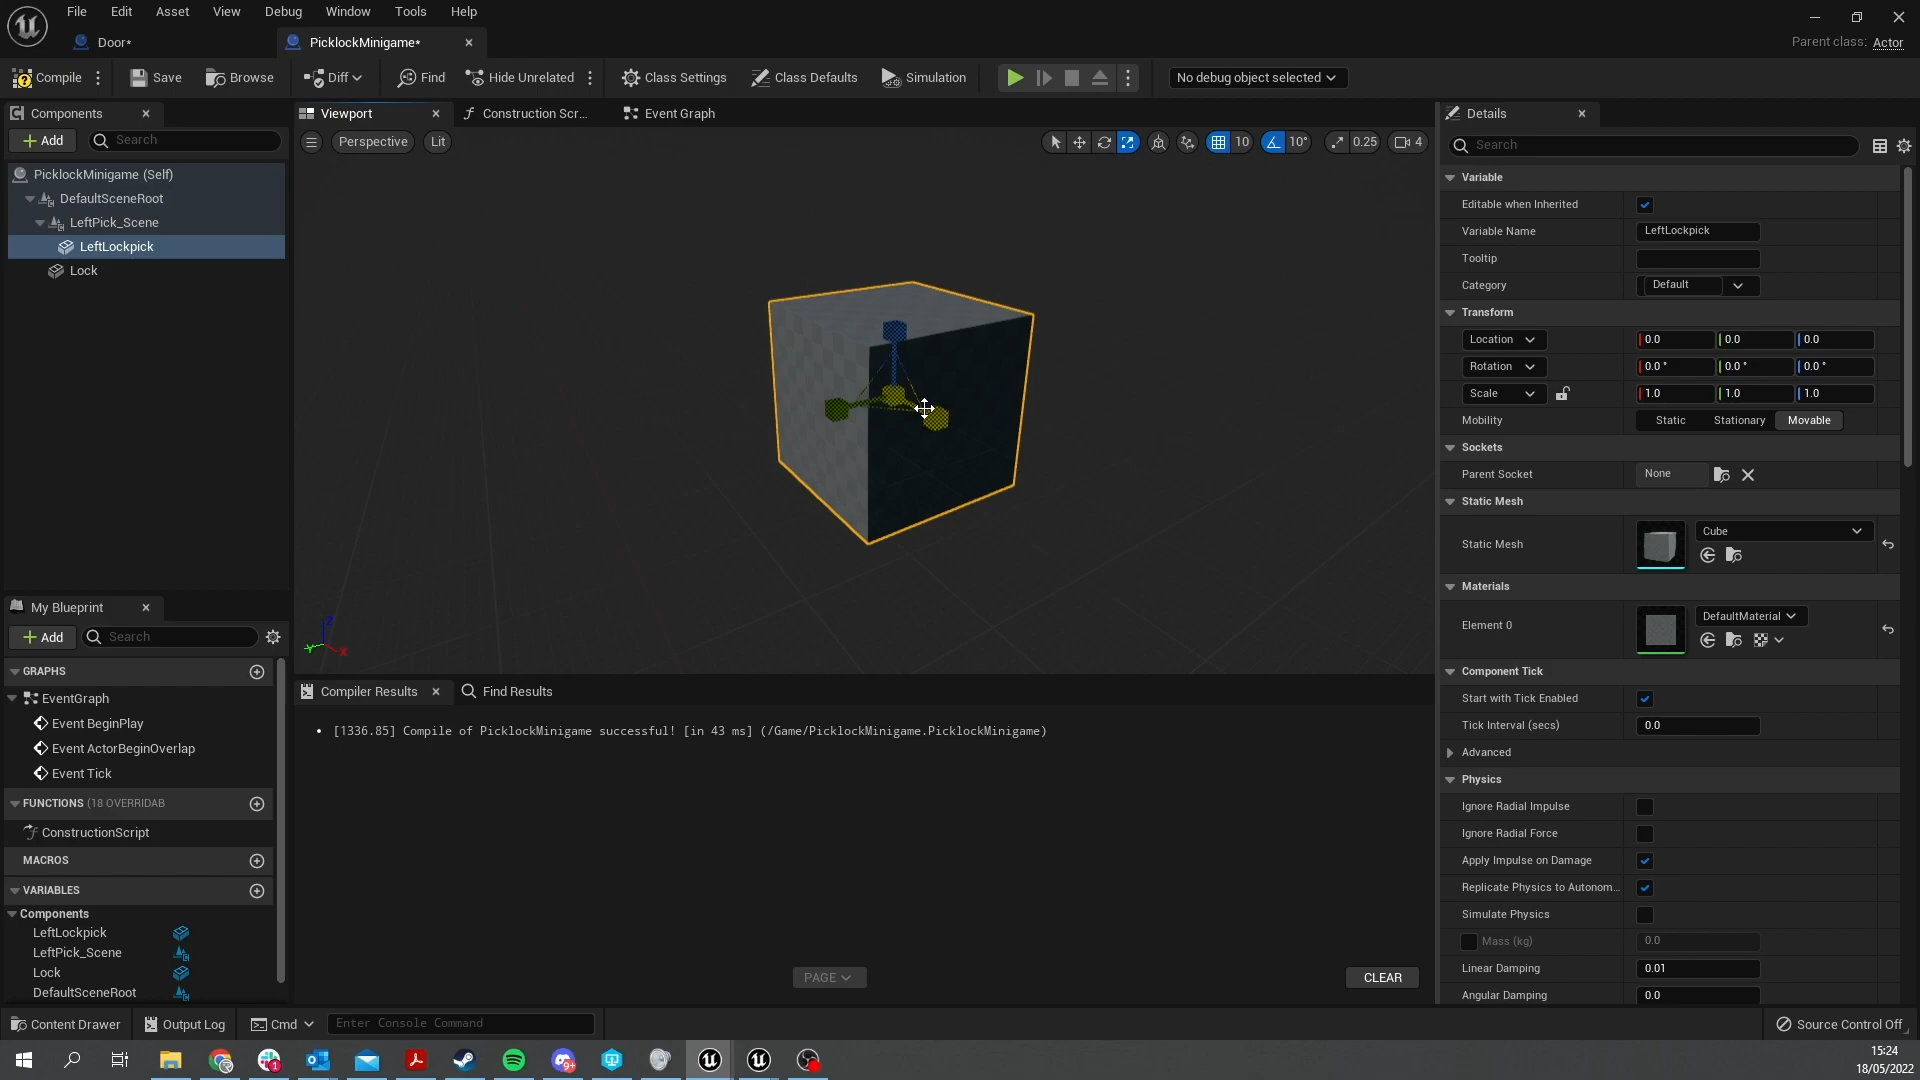 File Edit Asset View Debug Window Tools Help
Door*
PicklockMinigame*
Parent class: Actor
Compile
Save
Browse
Diff
Find
Hide Unrelated
Class Settings
Class Defaults
Simulation
No debug object selected
Components
Add
Search
PicklockMinigame (Self)
DefaultSceneRoot
LeftPick_Scene
LeftLockpick
Lock
Viewport
Construction Scr...
Event Graph
Perspective
Lit
10
10°
0.25
4
Z
Y
X
My Blueprint
Add
Search
GRAPHS
EventGraph
Event BeginPlay
Event ActorBeginOverlap
Event Tick
FUNCTIONS (18 OVERRIDAB
ConstructionScript
MACROS
VARIABLES
Components
LeftLockpick
LeftPick_Scene
Lock
DefaultSceneRoot
Compiler Results
Find Results
• [1336.85] Compile of PicklockMinigame successful! [in 43 ms] (/Game/PicklockMinigame.PicklockMinigame)
PAGE
CLEAR
Details
Search
Variable
Editable when Inherited
Variable Name LeftLockpick
Tooltip
Category Default
Transform
Location 0.0 0.0 0.0
Rotation 0.0 ° 0.0 ° 0.0 °
Scale 1.0 1.0 1.0
Mobility Static Stationary Movable
Sockets
Parent Socket None
Static Mesh
Static Mesh Cube
Materials
Element 0 DefaultMaterial
Component Tick
Start with Tick Enabled
Tick Interval (secs) 0.0
Advanced
Physics
Ignore Radial Impulse
Ignore Radial Force
Apply Impulse on Damage
Replicate Physics to Autonom...
Simulate Physics
Mass (kg) 0.0
Linear Damping 0.01
Angular Damping 0.0
Content Drawer
Output Log
Cmd
Enter Console Command
Source Control Off
1
9+
15:24
18/05/2022